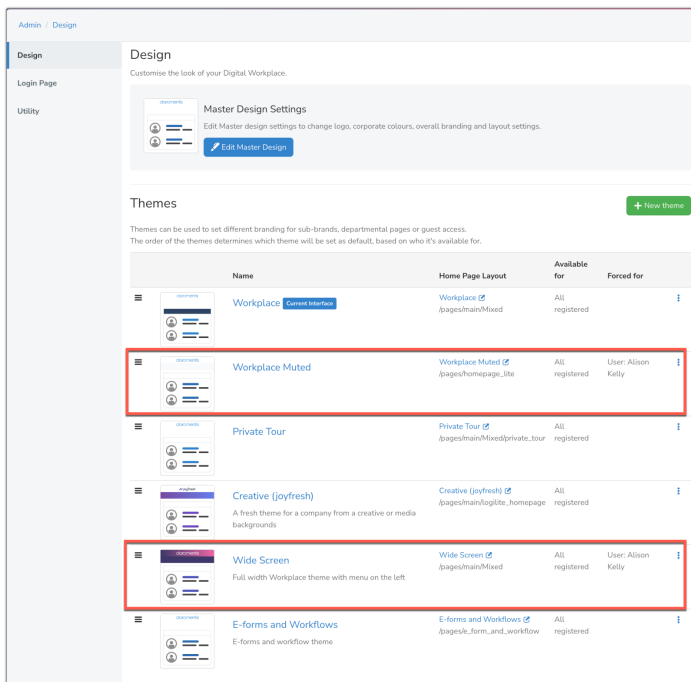 Admin / Design
Design
Login Page
Utility
Design
Customise the look of your Digital Workplace.
Master Design Settings
Edit Master design settings to change logo, corporate colours, overall branding and layout settings.
Edit Master Design
Themes
New theme
Themes can be used to set different branding for sub-brands, departmental pages or guest access.
The order of the themes determines which theme will be set as default, based on who it's available for.
Name
Home Page Layout
Available
for
Forced for
Workplace Current Interface
Workplace
/pages/main/Mixed
All
registered
Workplace Muted
Workplace Muted
/pages/homepage_lite
All
registered
User: Alison
Kelly
Private Tour
Private Tour
/pages/main/Mixed/private_tour
All
registered
Creative (joyfresh)
A fresh theme for a company from a creative or media
backgrounds
Creative (joyfresh)
/pages/main/logilite_homepage
All
registered
Wide Screen
Full width Workplace theme with menu on the left
Wide Screen
/pages/main/Mixed
All
registered
User: Alison
Kelly
E-forms and Workflows
E-forms and workflow theme
E-forms and Workflows
/pages/e_form_and_workflow
All
registered